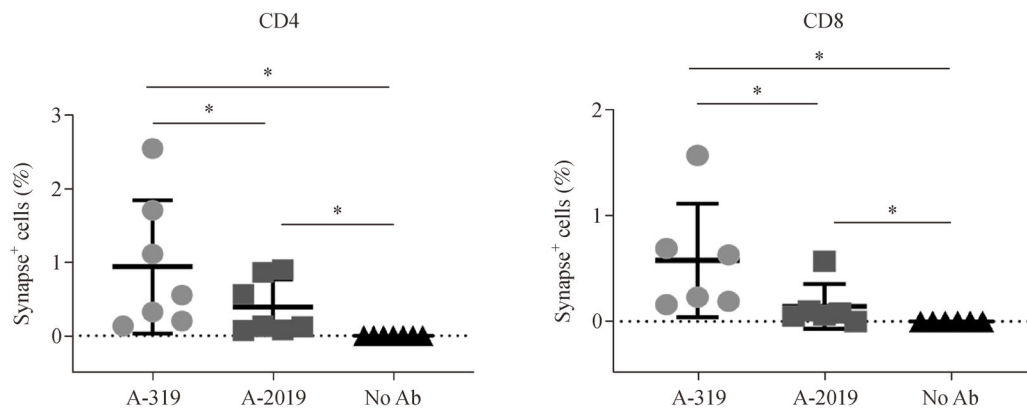 CD4
*
*
*
Synapse⁺ cells (%)
3
2
1
0
A-319 A-2019 No Ab
CD8
*
*
*
Synapse⁺ cells (%)
2
1
0
A-319 A-2019 No Ab